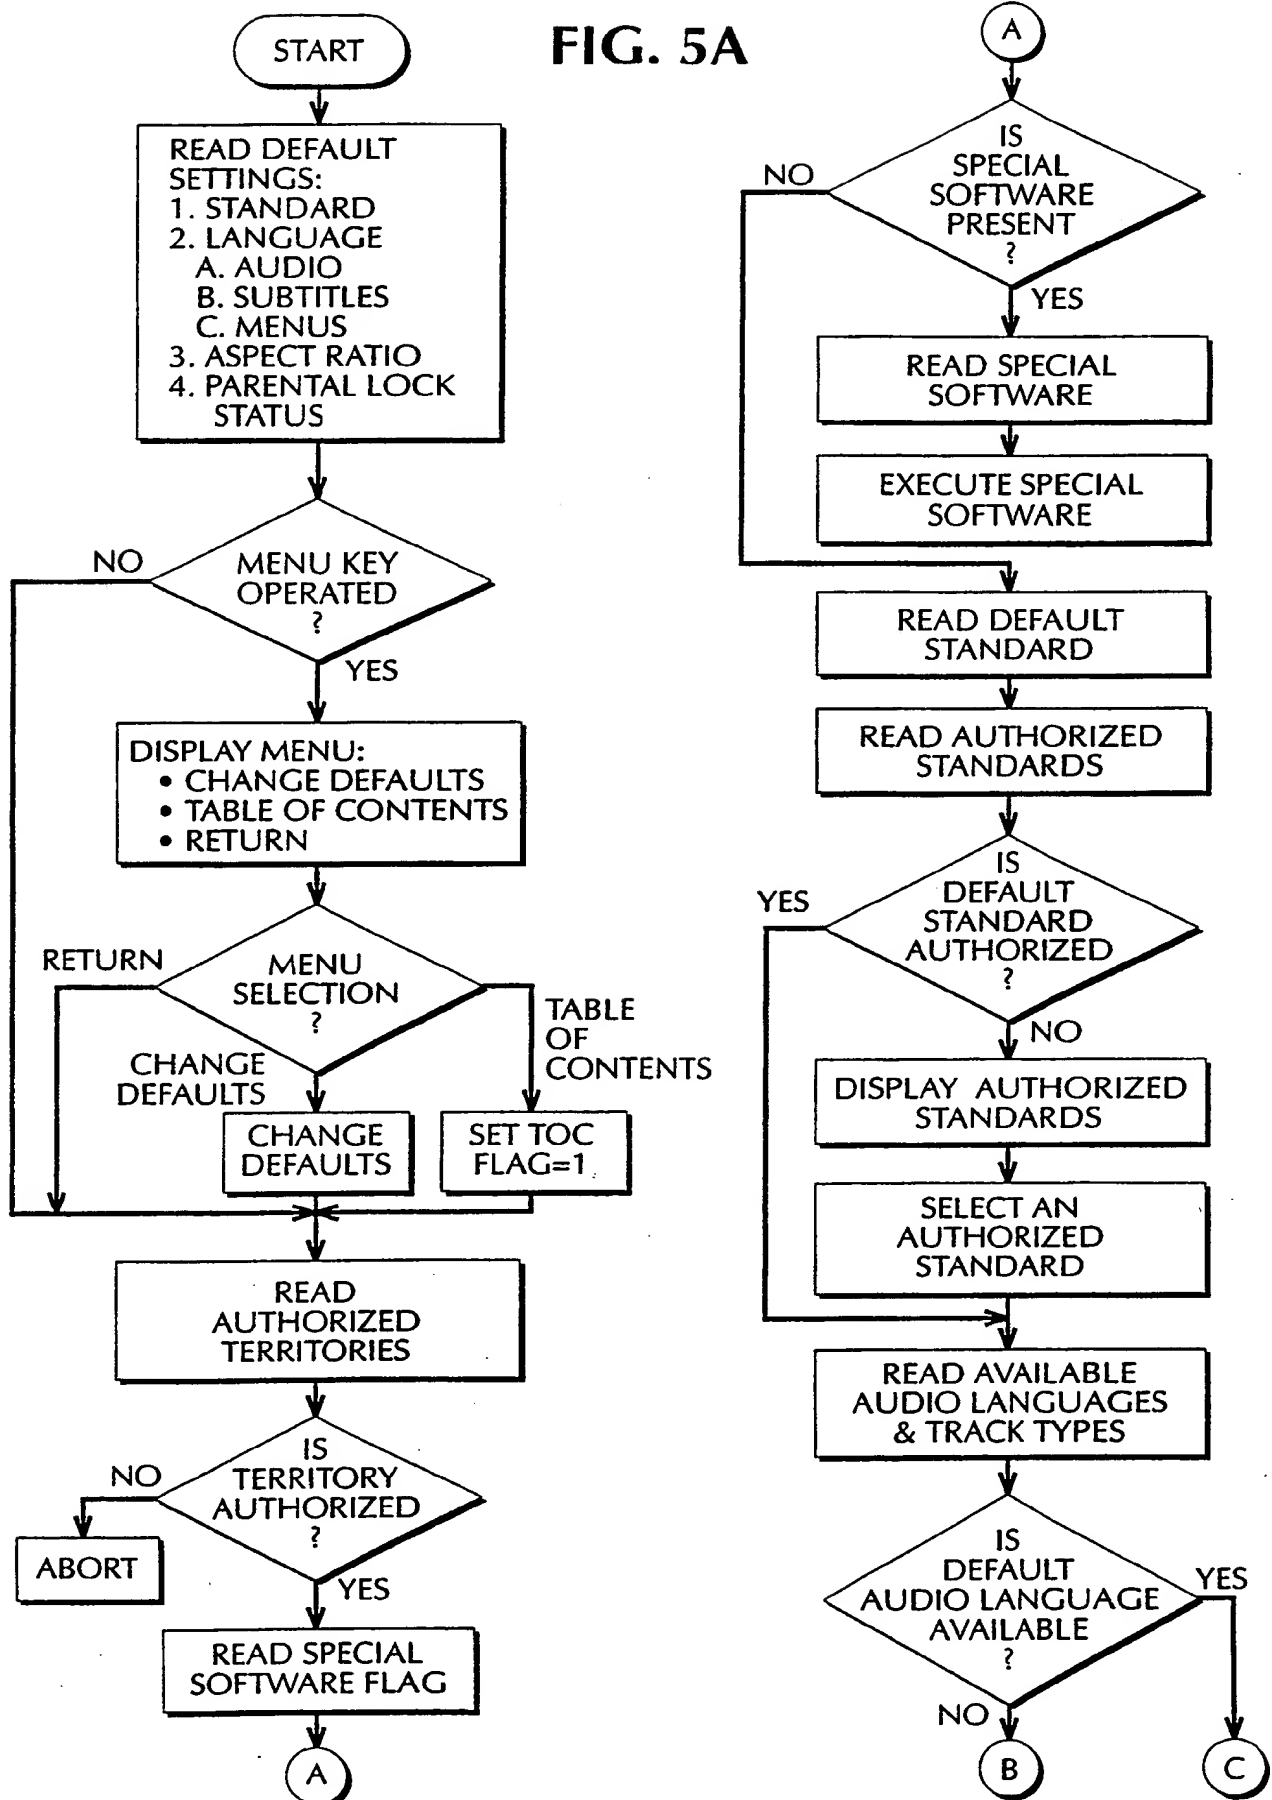 FIG. 5A
START
READ DEFAULT
SETTINGS:
1. STANDARD
2. LANGUAGE
A. AUDIO
B. SUBTITLES
C. MENUS
3. ASPECT RATIO
4. PARENTAL LOCK
STATUS
NO
MENU KEY
OPERATED
?
YES
DISPLAY MENU:
• CHANGE DEFAULTS
• TABLE OF CONTENTS
• RETURN
RETURN
MENU
SELECTION
?
TABLE
OF
CONTENTS
CHANGE
DEFAULTS
CHANGE
DEFAULTS
SET TOC
FLAG=1
READ
AUTHORIZED
TERRITORIES
NO
IS
TERRITORY
AUTHORIZED
?
ABORT
YES
READ SPECIAL
SOFTWARE FLAG
A
A
NO
IS
SPECIAL
SOFTWARE
PRESENT
?
YES
READ SPECIAL
SOFTWARE
EXECUTE SPECIAL
SOFTWARE
READ DEFAULT
STANDARD
READ AUTHORIZED
STANDARDS
YES
IS
DEFAULT
STANDARD
AUTHORIZED
?
NO
DISPLAY AUTHORIZED
STANDARDS
SELECT AN
AUTHORIZED
STANDARD
READ AVAILABLE
AUDIO LANGUAGES
& TRACK TYPES
IS
DEFAULT
AUDIO LANGUAGE
AVAILABLE
?
YES
NO
B
C